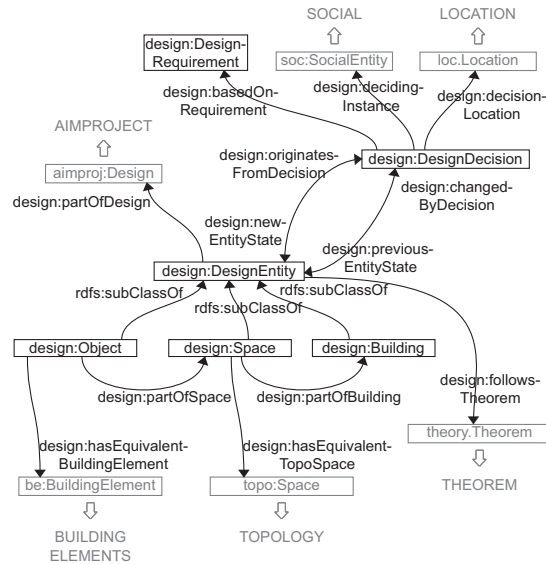 SOCIAL
LOCATION
design:Design-
Requirement
soc:SocialEntity
loc.Location
design:basedOn-
Requirement
design:deciding-
Instance
design:decision-
Location
AIMPROJECT
aimproj:Design
design:originates-
FromDecision
design:DesignDecision
design:partOfDesign
design:changed-
ByDecision
design:new-
EntityState
design:previous-
EntityState
design:DesignEntity
rdfs:subClassOf
rdfs:subClassOf
rdfs:subClassOf
design:Object
design:Space
design:Building
design:partOfSpace
design:partOfBuilding
design:follows-
Theorem
theory.Theorem
design:hasEquivalent-
BuildingElement
design:hasEquivalent-
TopoSpace
be:BuildingElement
topo:Space
THEOREM
BUILDING
ELEMENTS
TOPOLOGY